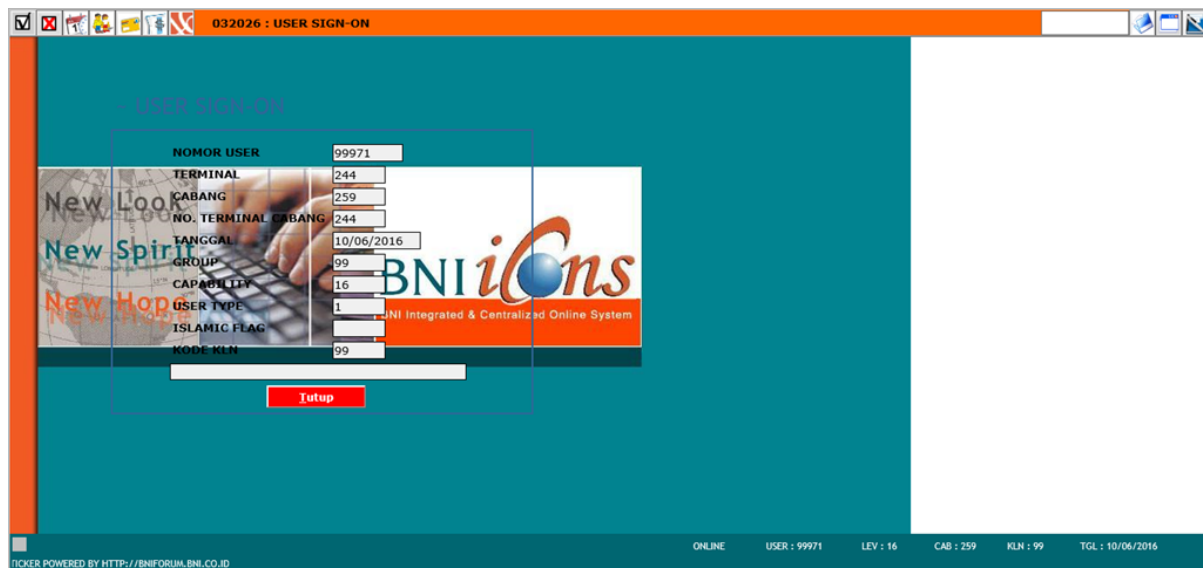 032026 : USER SIGN-ON
- USER SIGN-ON
NOMOR USER 99971
TERMINAL 244
CABANG 259
NO. TERMINAL CABANG 244
TANGGAL 10/06/2016
GROUP 99
CAPABILITY 16
USER TYPE 1
ISLAMIC FLAG
KODE KLN 99
Tutup
New Look
New Spirit
New Hope
BNI iCons
BNI Integrated & Centralized Online System
ONLINE USER : 99971 LEV : 16 CAB : 259 KLN : 99 TGL : 10/06/2016
TICKER POWERED BY HTTP://BNIFORUM.BNI.CO.ID